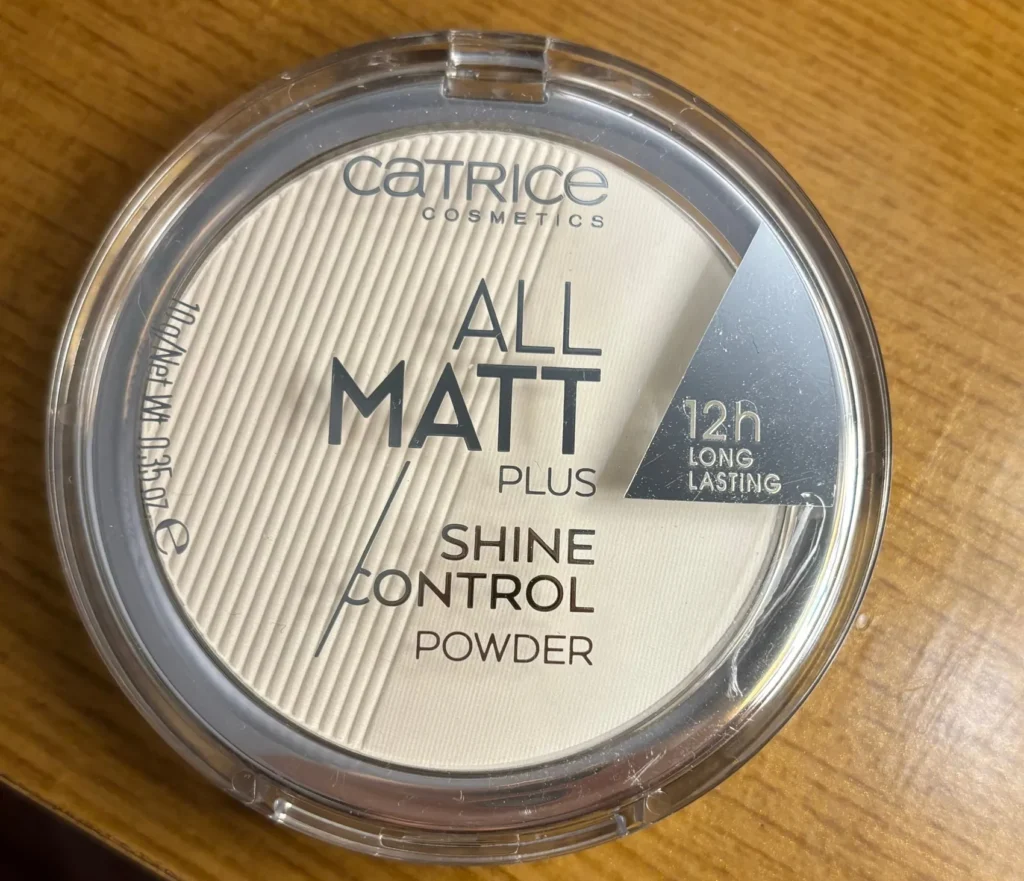 CATRICE
COSMETICS
ALL
MATT
PLUS
SHINE
CONTROL
POWDER
12h
LONG
LASTING
10g/Net Wt. 0.35 oz. ℮